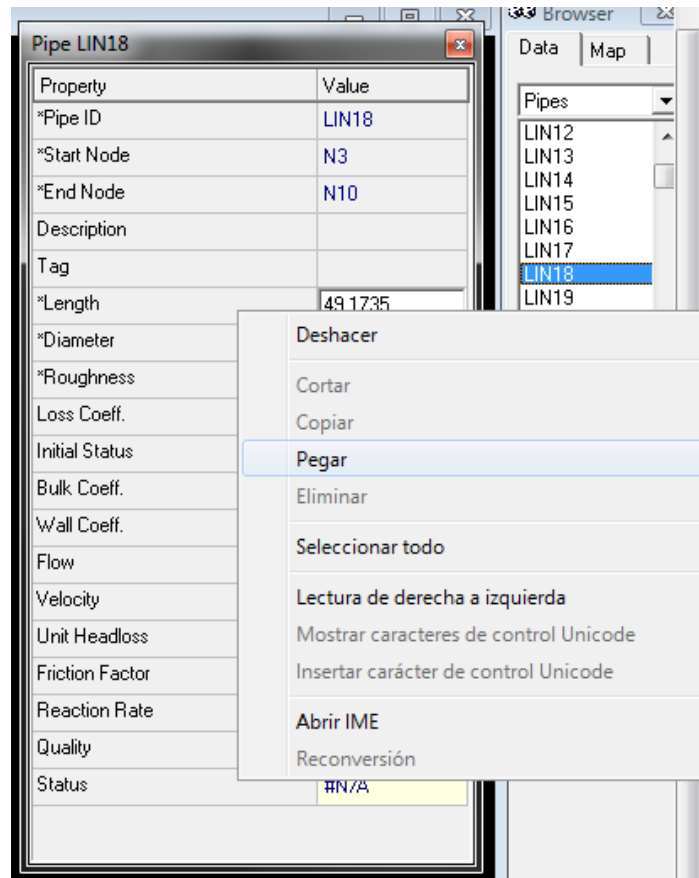 Pipe LIN18
Property Value
*Pipe ID LIN18
*Start Node N3
*End Node N10
Description
Tag
*Length 49.1735
*Diameter
*Roughness
Loss Coeff.
Initial Status
Bulk Coeff.
Wall Coeff.
Flow
Velocity
Unit Headloss
Friction Factor
Reaction Rate
Quality
Status #N/A
Deshacer
Cortar
Copiar
Pegar
Eliminar
Seleccionar todo
Lectura de derecha a izquierda
Mostrar caracteres de control Unicode
Insertar carácter de control Unicode
Abrir IME
Reconversión
Browser
Data Map
Pipes
LIN12
LIN13
LIN14
LIN15
LIN16
LIN17
LIN18
LIN19